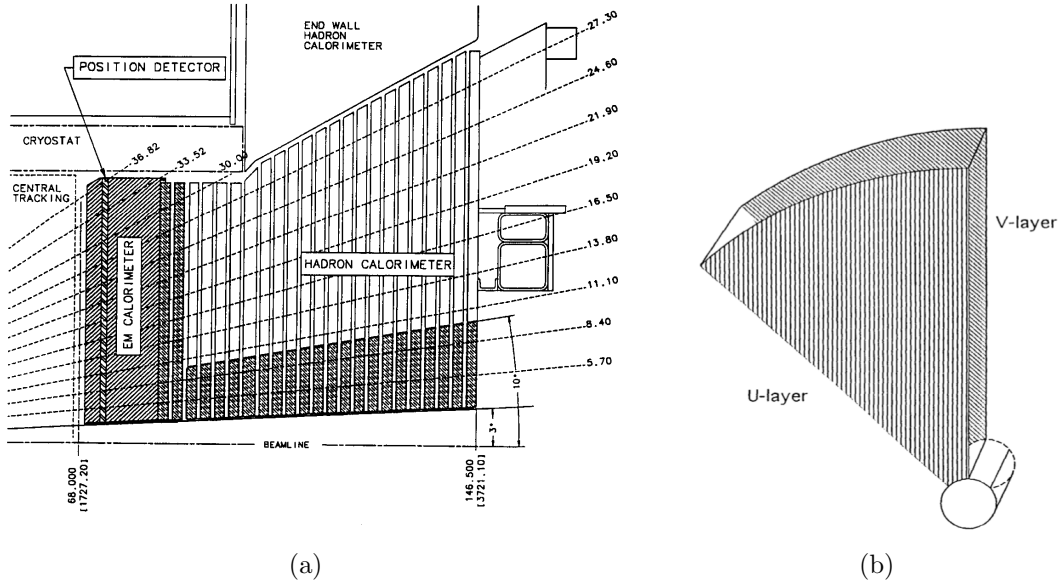 END WALL
HADRON
CALORIMETER
27.30
24.60
POSITION DETECTOR
21.90
CRYOSTAT
36.82
33.52
30.00
19.20
CENTRAL
TRACKING
16.50
EM CALORIMETER
HADRON CALORIMETER
13.80
11.10
8.40
5.70
10°
3°
BEAMLINE
68.000
[1727.20]
146.500
[3721.10]
(a)
V-layer
U-layer
(b)